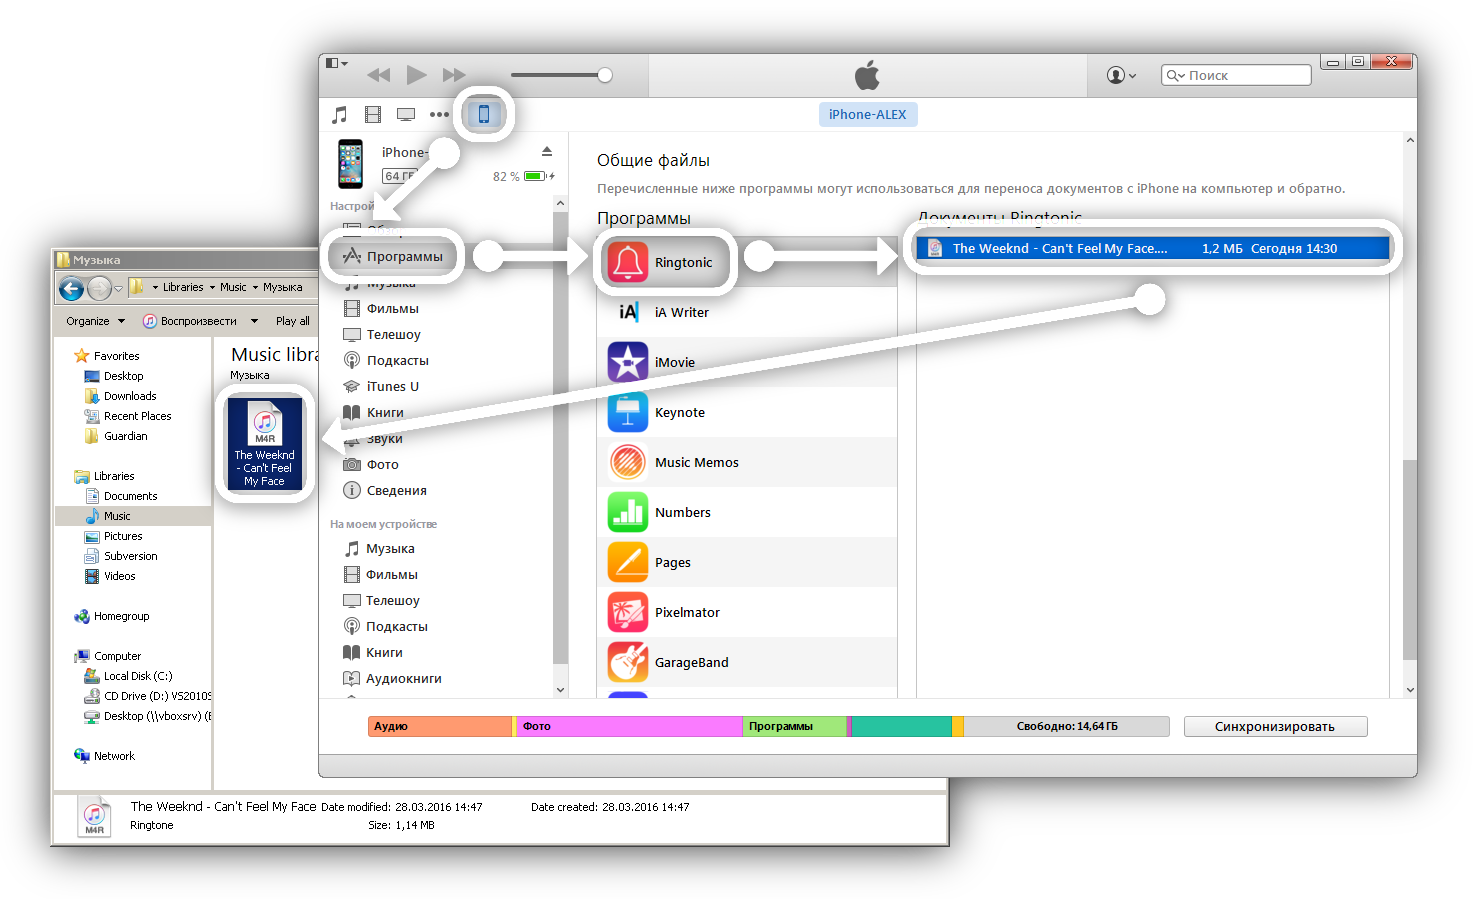 Поиск
iPhone-ALEX
iPhone-
64 ГБ
82 %
Общие файлы
Перечисленные ниже программы могут использоваться для переноса документов с iPhone на компьютер и обратно.
Настрой
Программы
Музыка
Фильмы
Телешоу
Подкасты
iTunes U
Книги
Звуки
Фото
Сведения
На моем устройстве
Музыка
Фильмы
Телешоу
Подкасты
Книги
Аудиокниги
Программы
Ringtonic
iA
iA Writer
iMovie
Keynote
Music Memos
Numbers
Pages
Pixelmator
GarageBand
Документы Ringtonic
The Weeknd - Can't Feel My Face.... 1,2 МБ Сегодня 14:30
Аудио
Фото
Программы
Свободно: 14,64 ГБ
Синхронизировать
Музыка
Libraries
Music
Музыка
Organize
Воспроизвести
Play all
Favorites
Desktop
Downloads
Recent Places
Guardian
Libraries
Documents
Music
Pictures
Subversion
Videos
Homegroup
Computer
Local Disk (C:)
CD Drive (D:) VS2010S
Desktop (\\vboxsrv) (E
Network
Music libra
Музыка
M4R
The Weeknd
- Can't Feel
My Face
M4R
The Weeknd - Can't Feel My Face Date modified: 28.03.2016 14:47 Date created: 28.03.2016 14:47
Ringtone Size: 1,14 MB